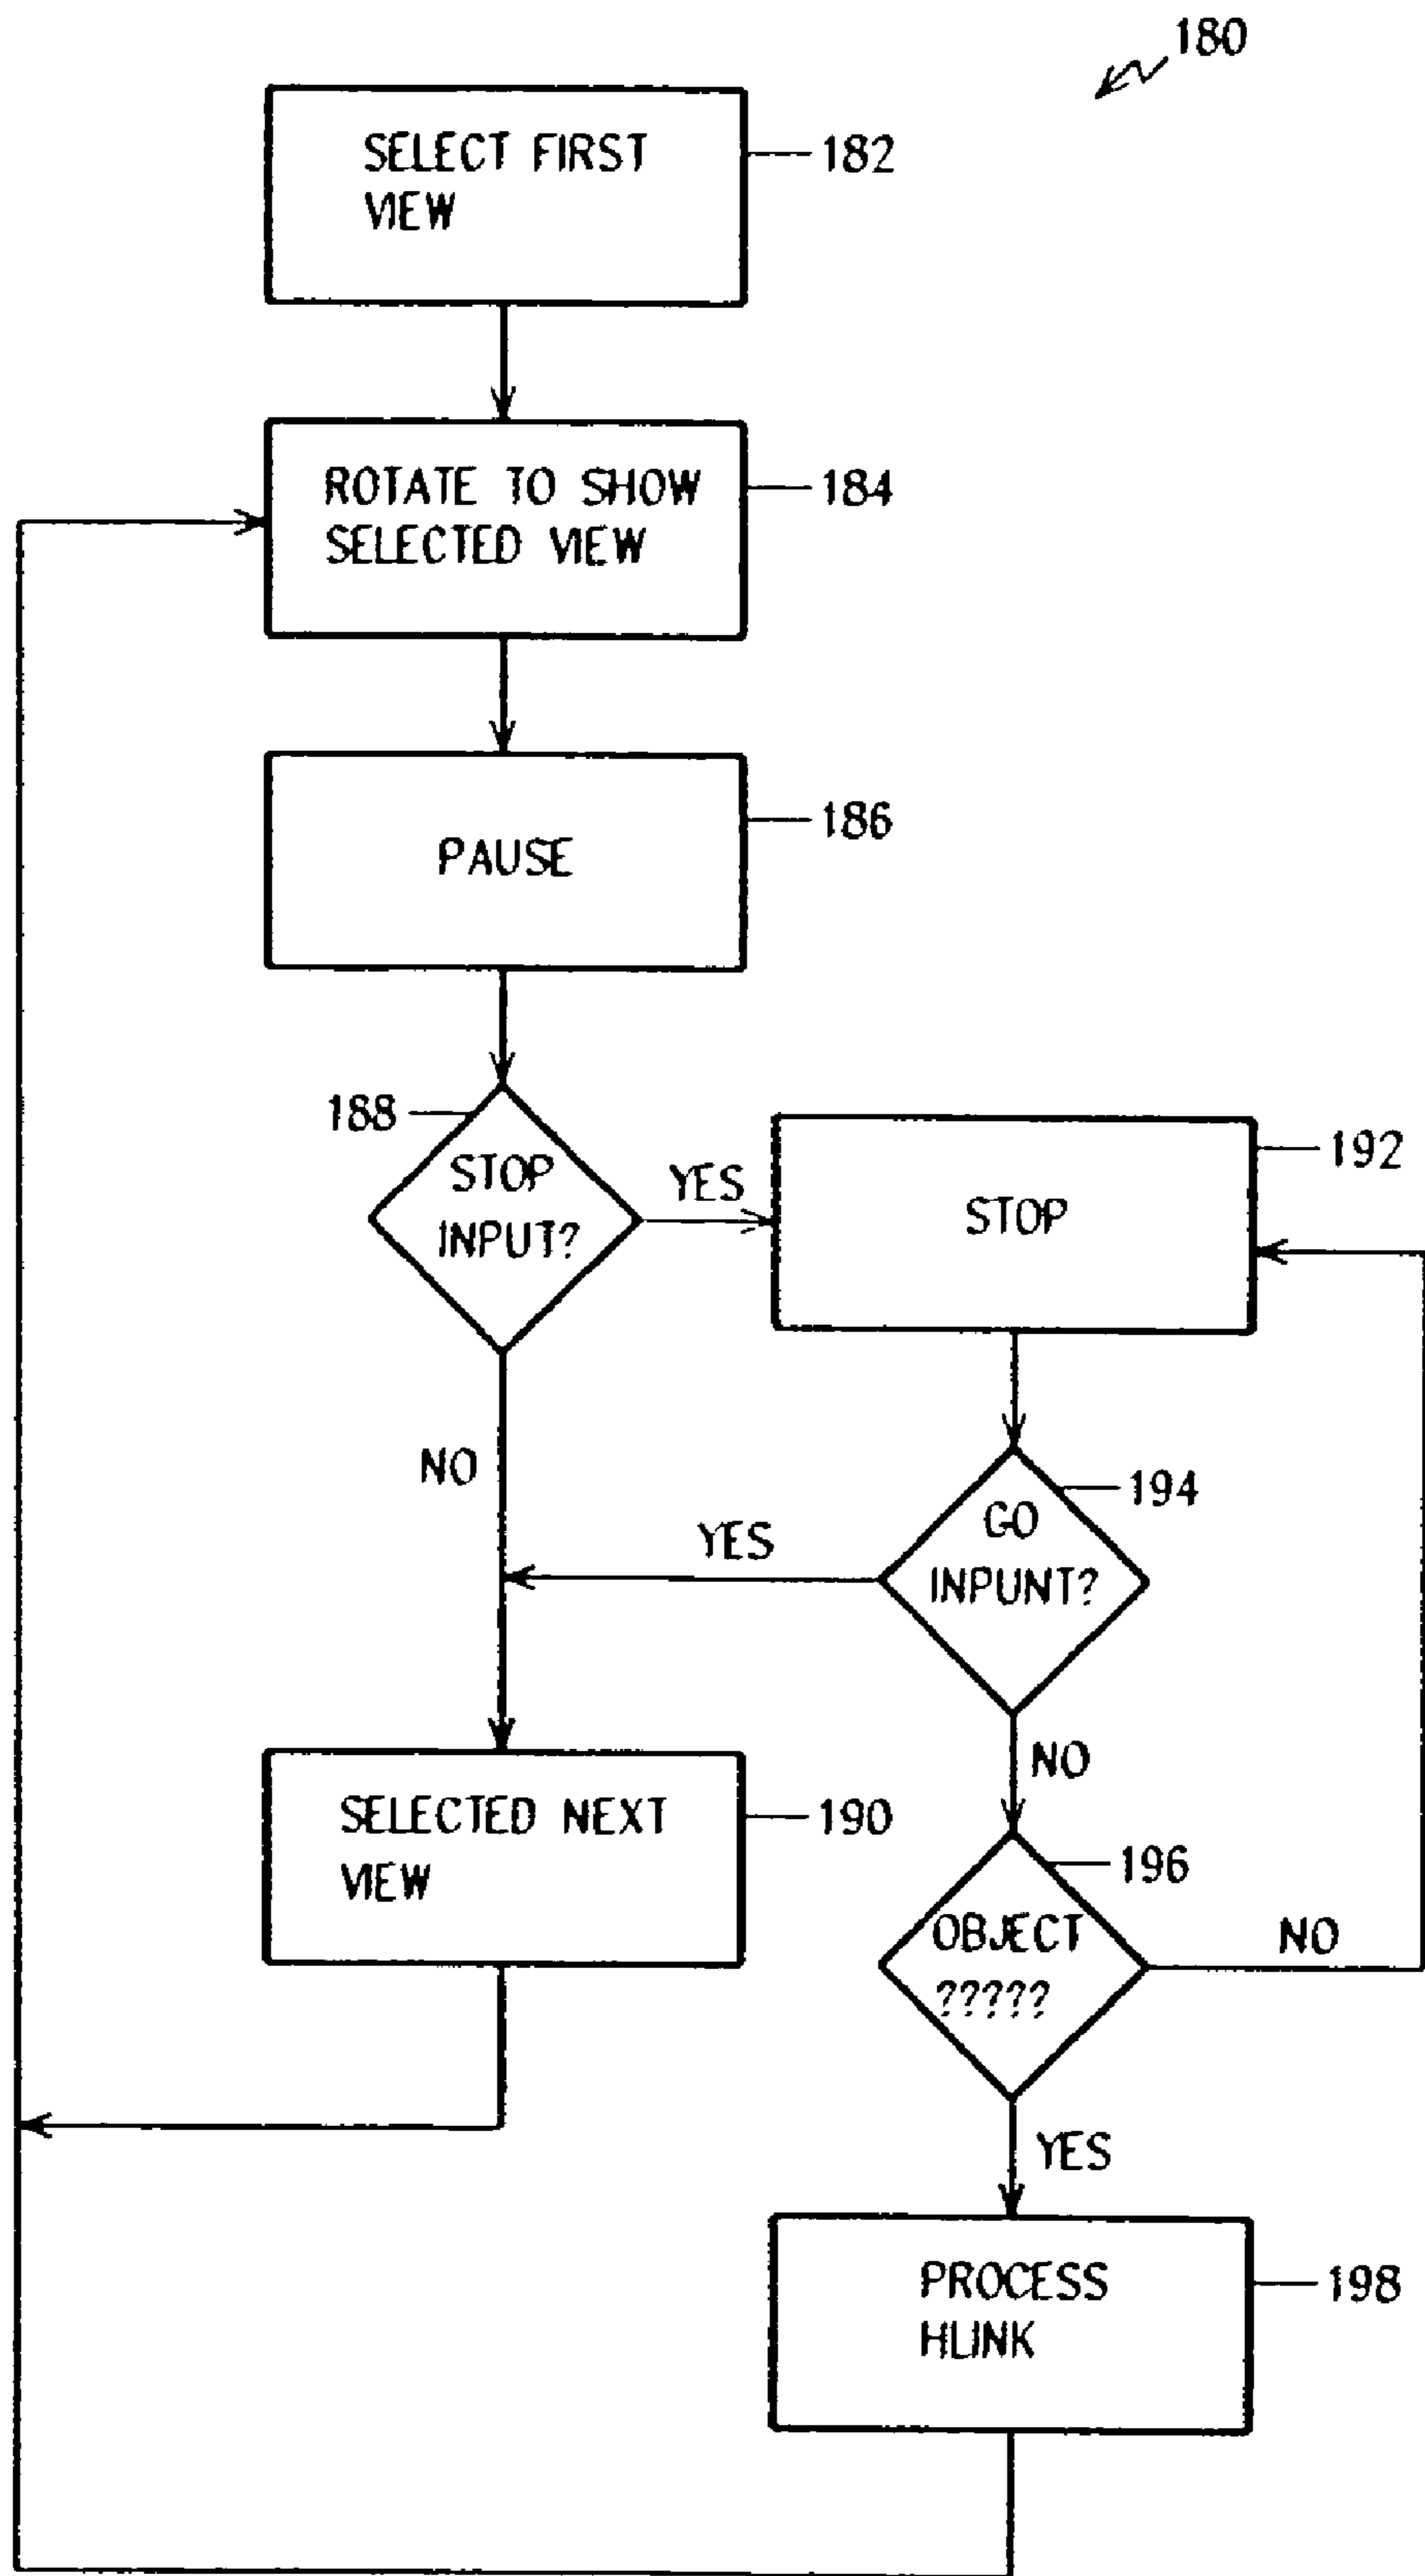 180
SELECT FIRST
VIEW
182
ROTATE TO SHOW
SELECTED VIEW
184
PAUSE
186
188
STOP
INPUT?
YES
STOP
192
NO
GO
INPUNT?
194
YES
NO
SELECTED NEXT
VIEW
190
OBJECT
?????
196
NO
YES
PROCESS
HLINK
198